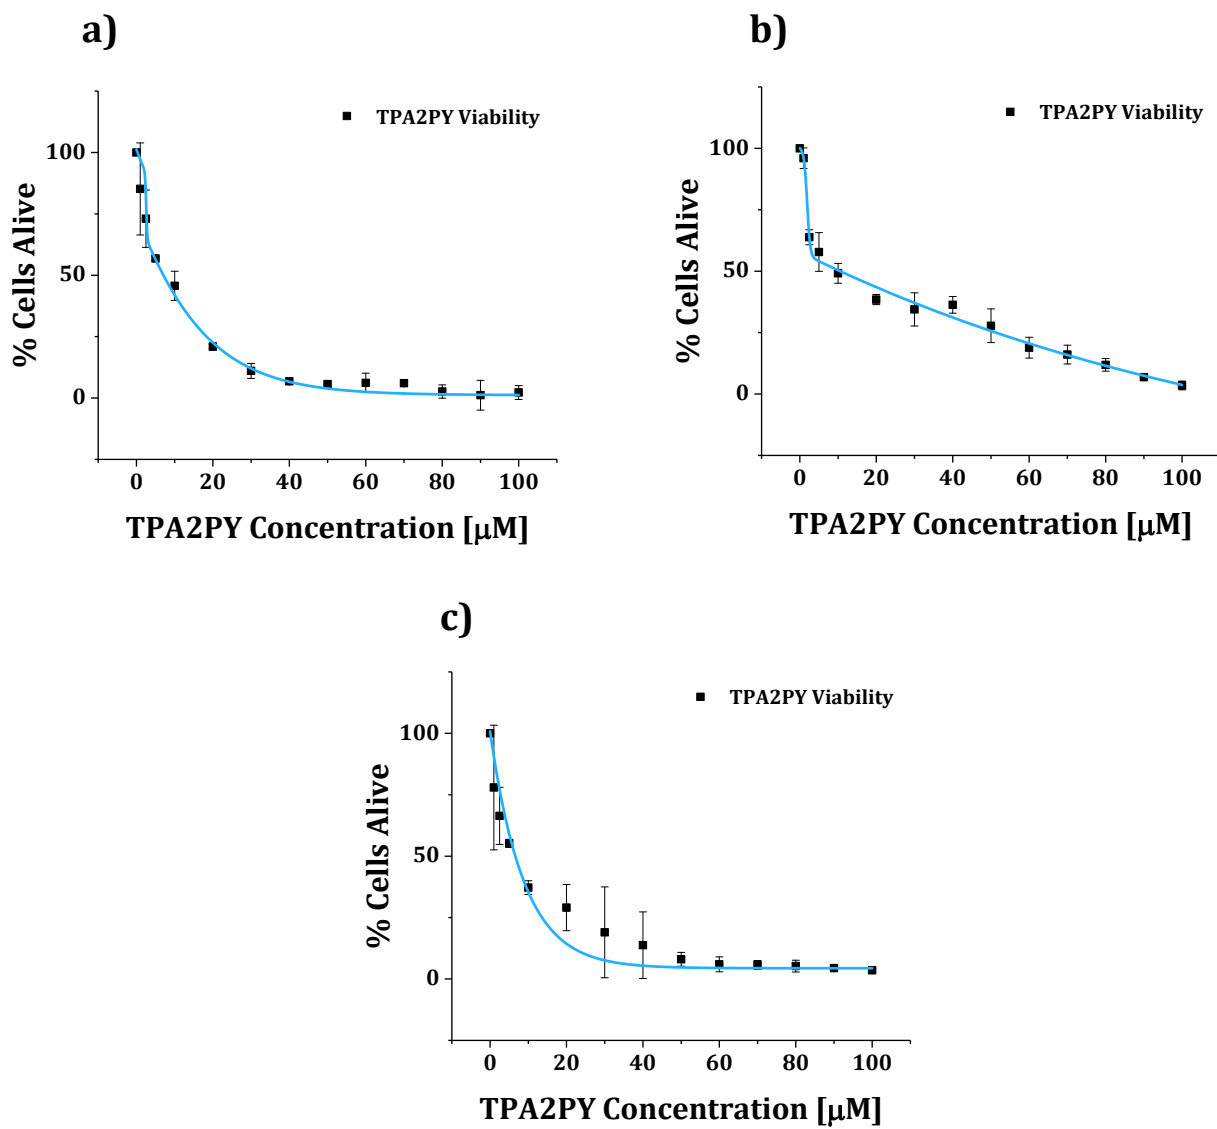 a)
TPA2PY Viability
% Cells Alive
100
50
0
0 20 40 60 80 100
TPA2PY Concentration [μM]
b)
TPA2PY Viability
% Cells Alive
100
50
0
0 20 40 60 80 100
TPA2PY Concentration [μM]
c)
TPA2PY Viability
% Cells Alive
100
50
0
0 20 40 60 80 100
TPA2PY Concentration [μM]